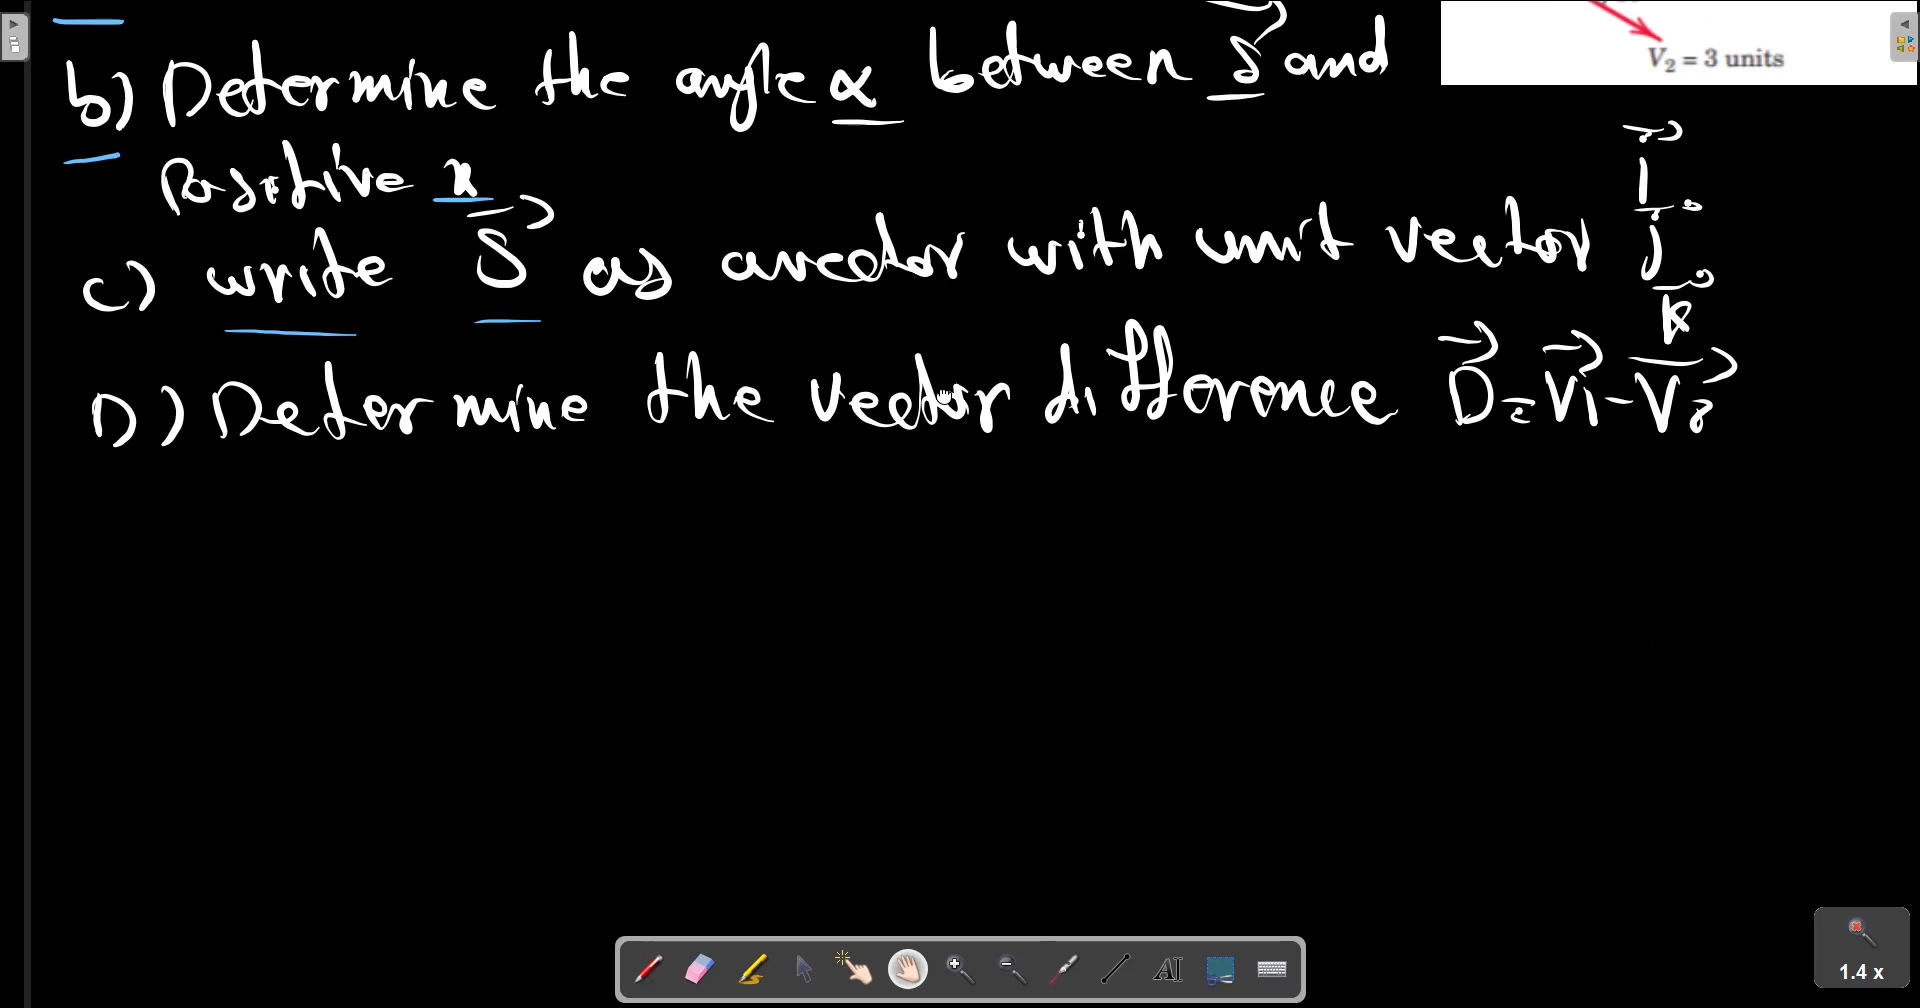 b) Determine the angle α between S and
V₂ = 3 units
Positive x
c) write S as avector with unit vector i j k
D) Determine the vector difference D = V1 - V2
1.4 x